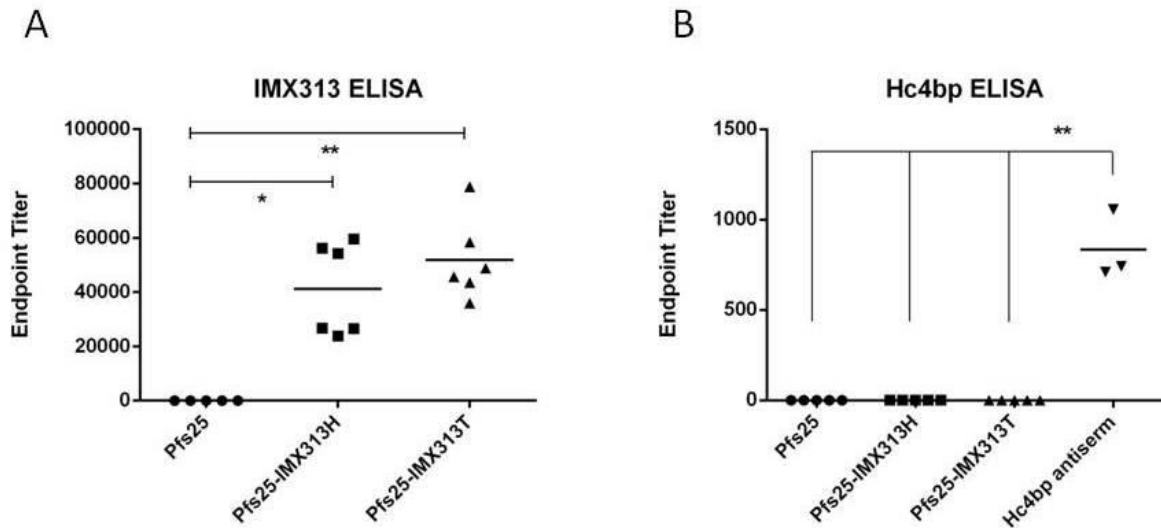 A
IMX313 ELISA
Endpoint Titer
100000
80000
60000
40000
20000
0
**
*
Pfs25
Pfs25-IMX313H
Pfs25-IMX313T
B
Hc4bp ELISA
Endpoint Titer
1500
1000
500
0
**
Pfs25
Pfs25-IMX313H
Pfs25-IMX313T
Hc4bp antiserm